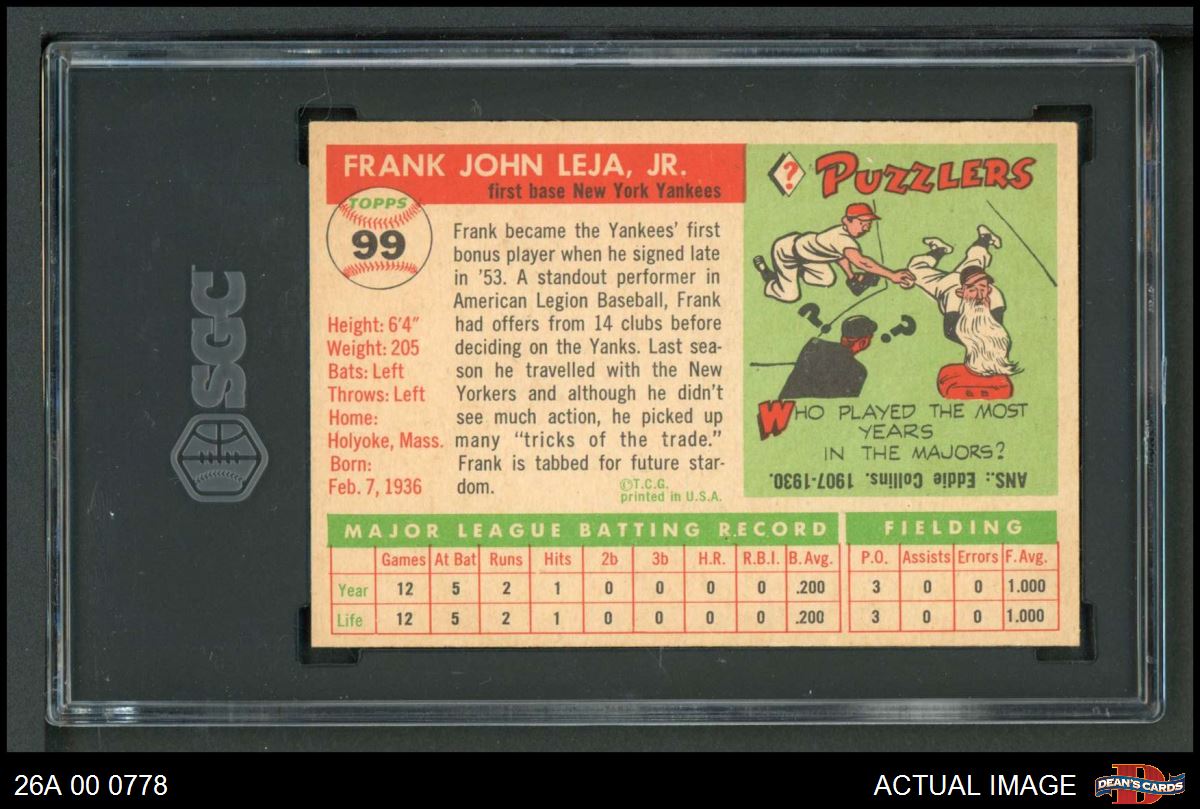 FRANK JOHN LEJA, JR.
first base New York Yankees
TOPPS
99
Height: 6'4"
Weight: 205
Bats: Left
Throws: Left
Home:
Holyoke, Mass.
Born:
Feb. 7, 1936
Frank became the Yankees' first
bonus player when he signed late
in '53. A standout performer in
American Legion Baseball, Frank
had offers from 14 clubs before
deciding on the Yanks. Last sea-
son he travelled with the New
Yorkers and although he didn't
see much action, he picked up
many "tricks of the trade."
Frank is tabbed for future star-
dom.
©T.C.G.
printed in U.S.A.
? PUZZLERS
? ?
WHO PLAYED THE MOST
YEARS
IN THE MAJORS?
ANS.: Eddie Collins. 1907-1930.
MAJOR LEAGUE BATTING RECORD FIELDING
Games At Bat Runs Hits 2b 3b H.R. R.B.I. B. Avg. P.O. Assists Errors F. Avg.
Year 12 5 2 1 0 0 0 0 .200 3 0 0 1.000
Life 12 5 2 1 0 0 0 0 .200 3 0 0 1.000
SGC
26A 00 0778
ACTUAL IMAGE
D
DEAN'S CARDS